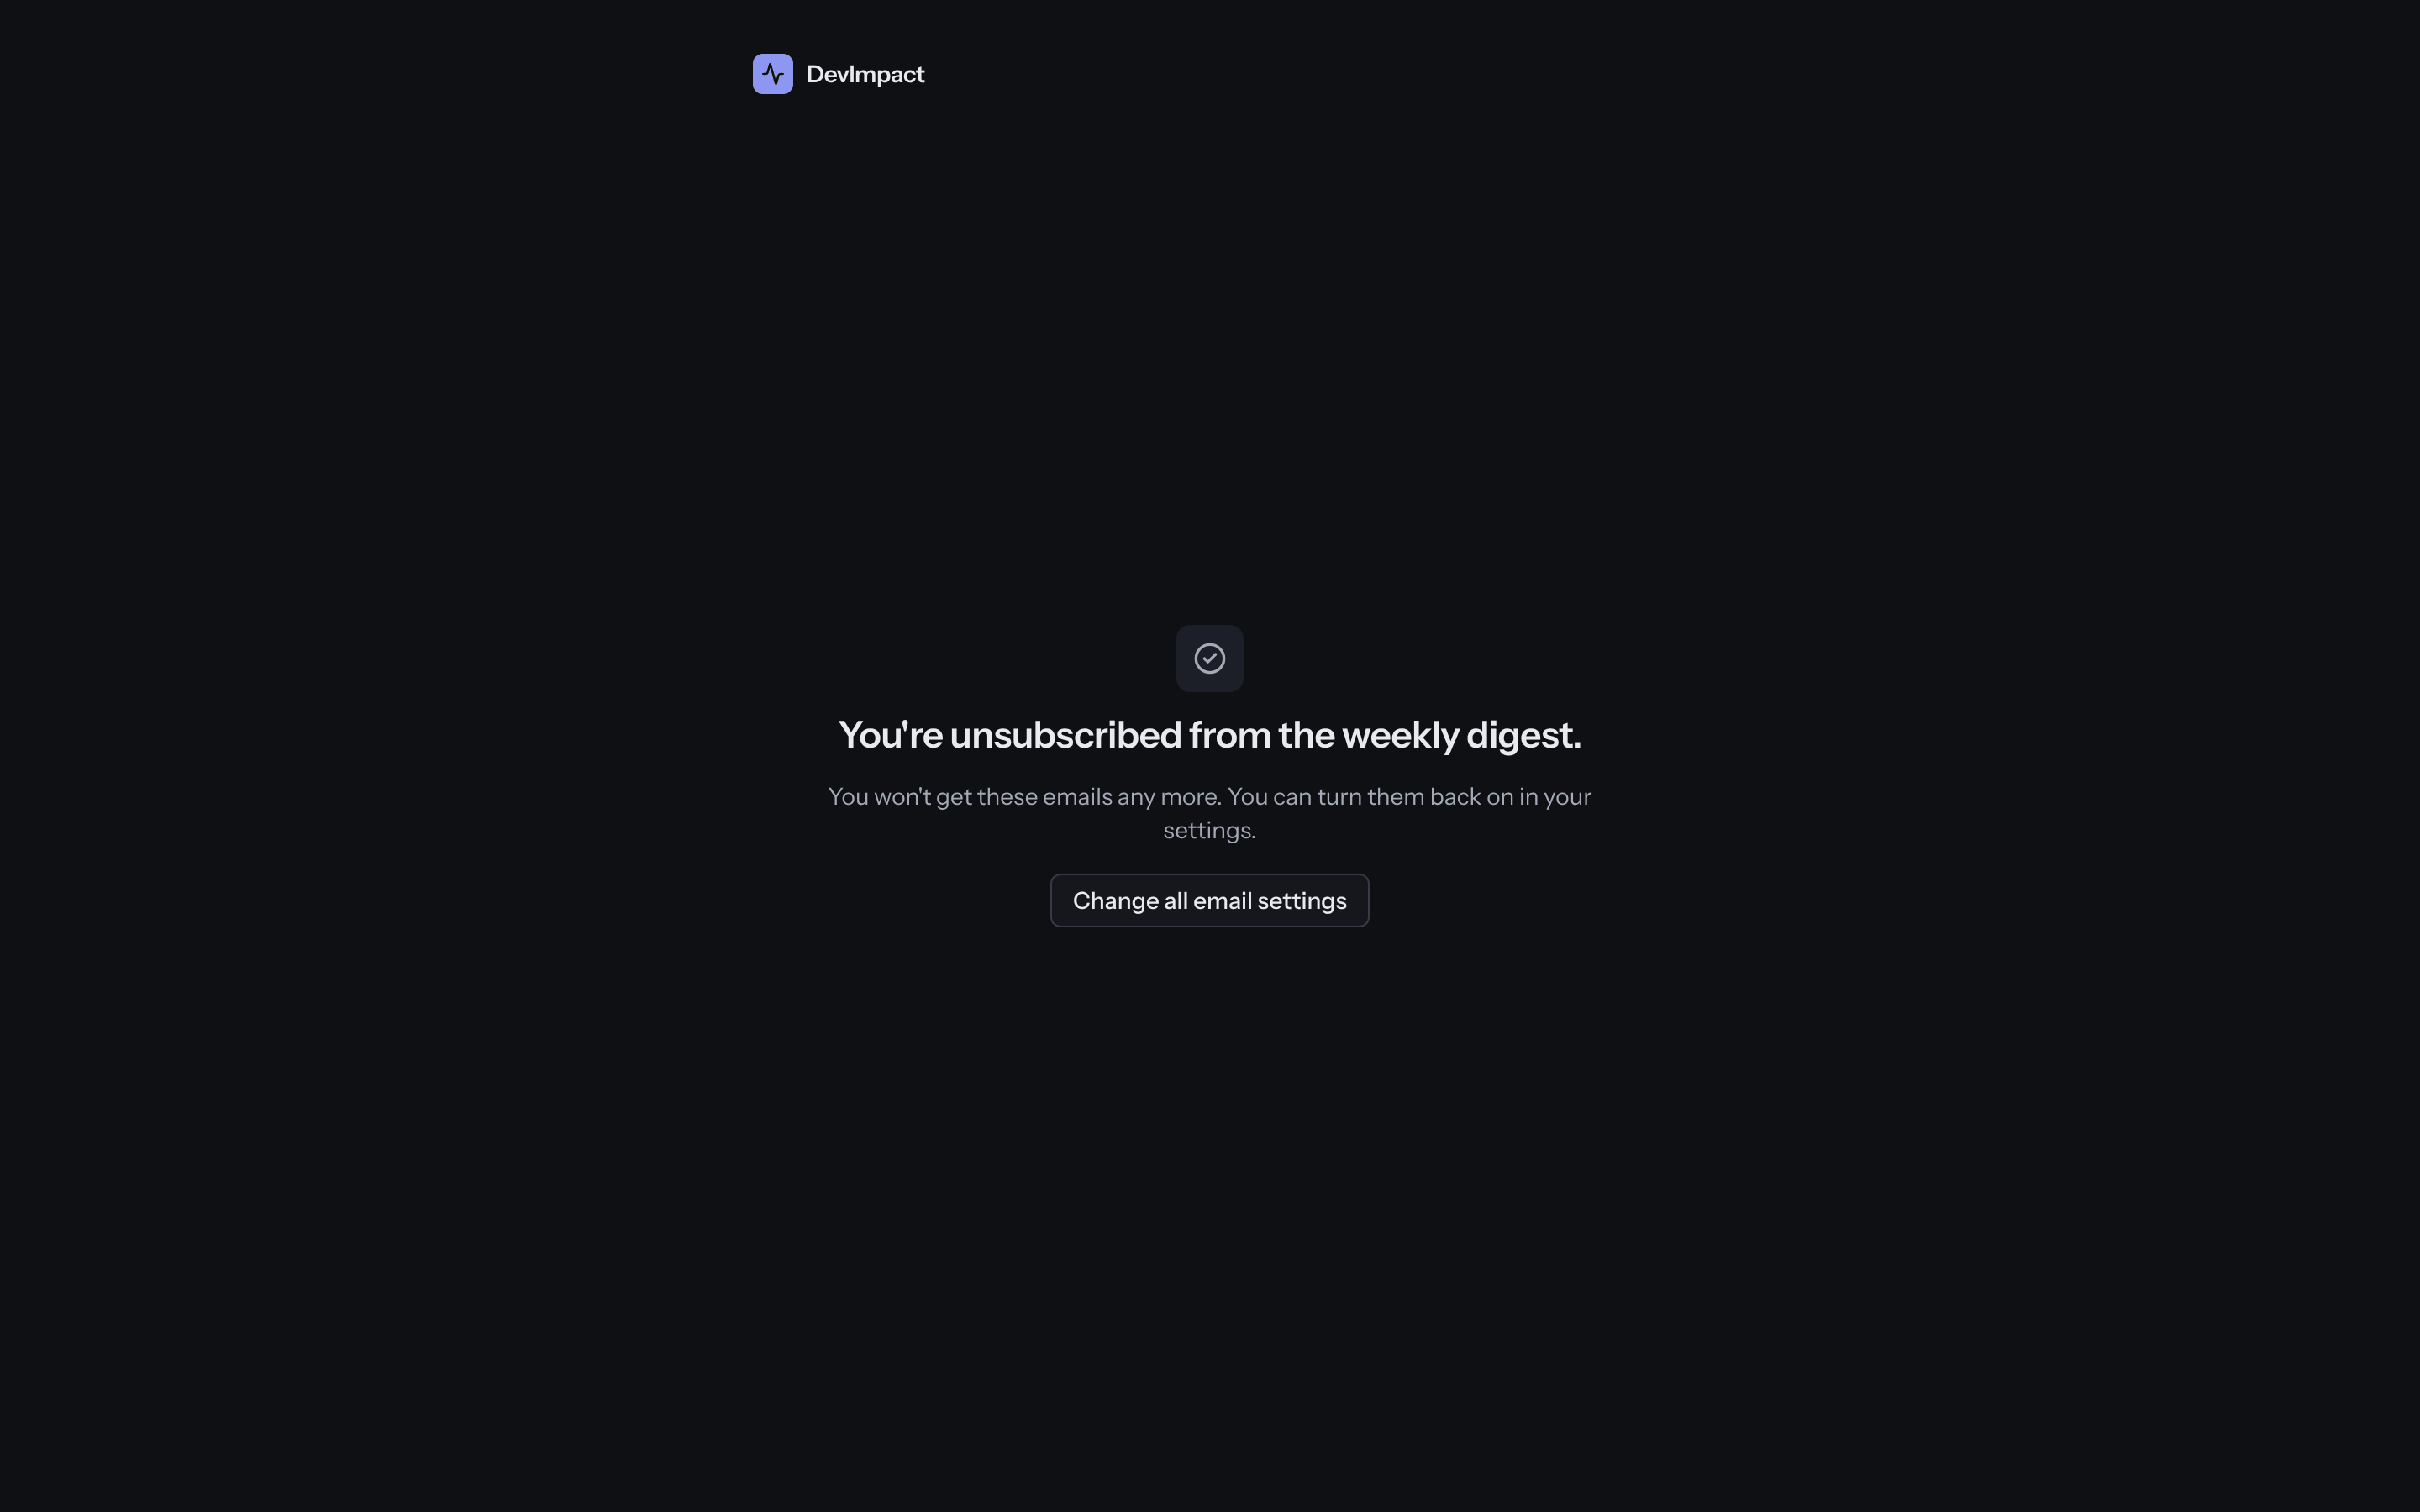 DevImpact
You're unsubscribed from the weekly digest.
You won't get these emails any more. You can turn them back on in your
settings.
Change all email settings